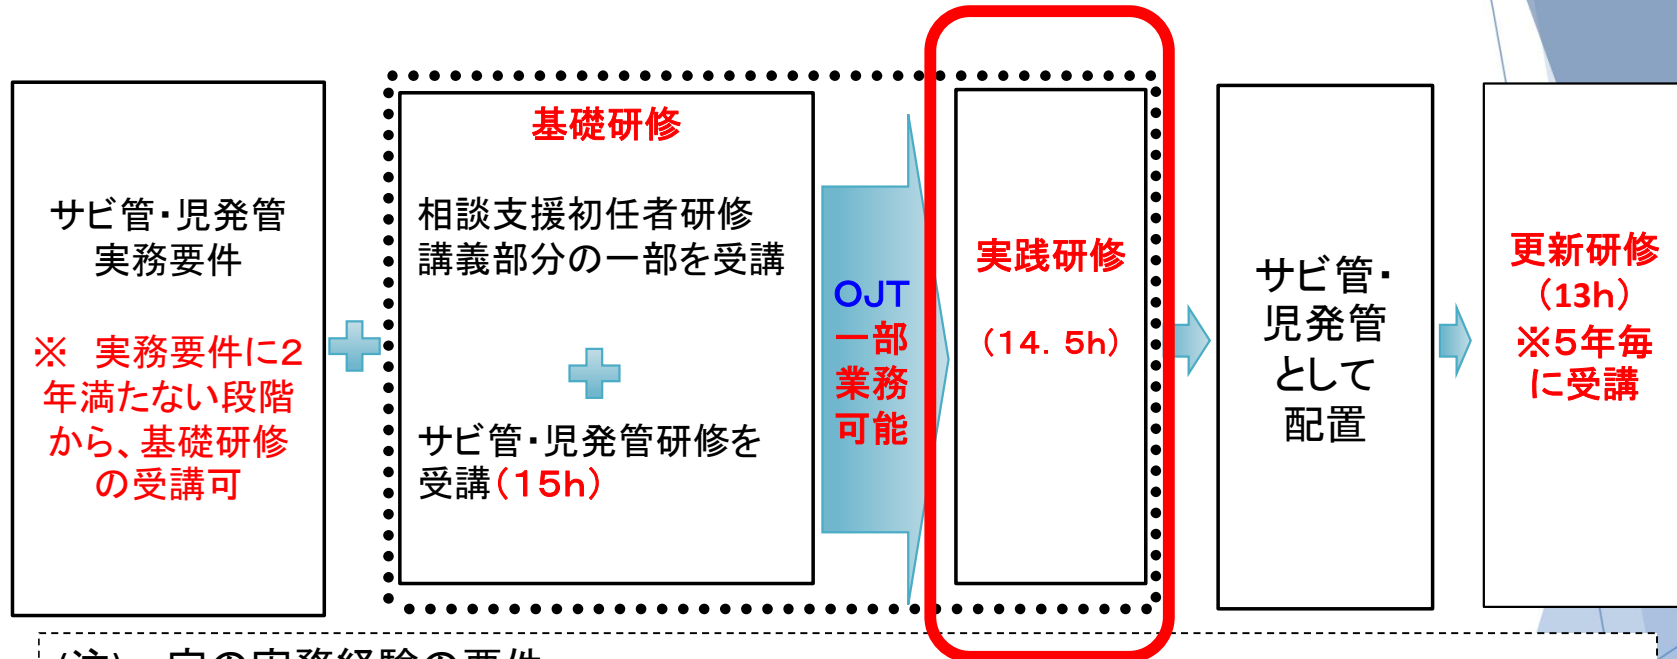 サビ管・児発管
実務要件
※　実務要件に２
年満たない段階
から、基礎研修
の受講可
基礎研修
相談支援初任者研修
講義部分の一部を受講
サビ管・児発管研修を
受講（１５ｈ）
ＯＪＴ
一部
業務
可能
実践研修
（１４．５ｈ）
サビ管・
児発管
として
配置
更新研修
（13ｈ）
※５年毎
に受講